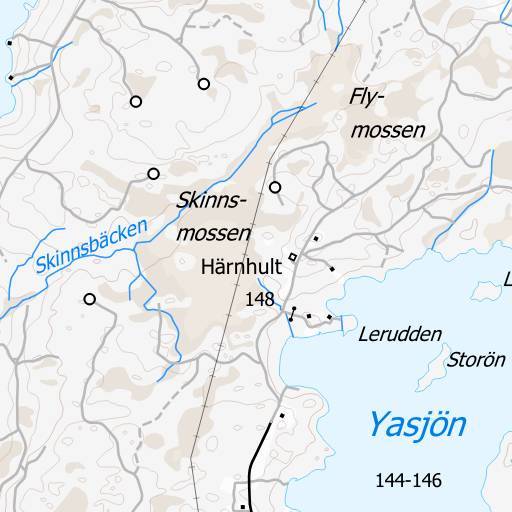 Fly-
mossen
Skinns-
mossen
Skinnsbäcken
Härnhult
148
Lerudden
Storön
Yasjön
144-146